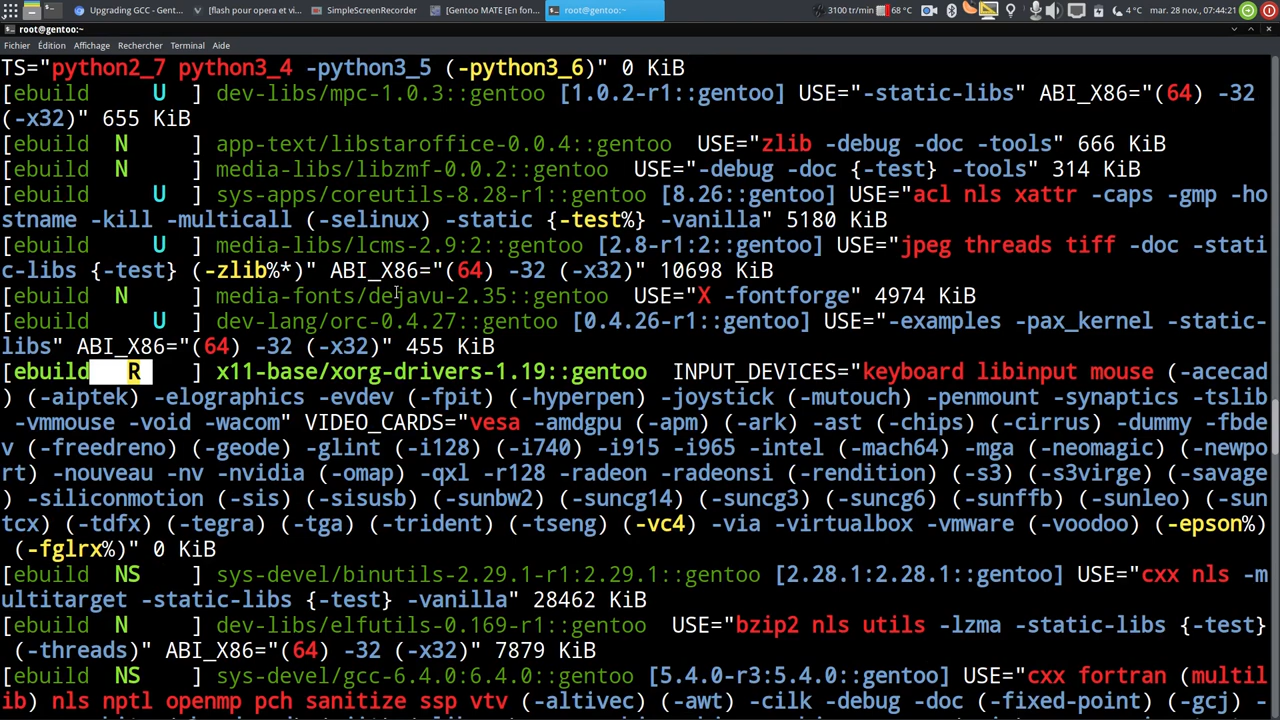 Upgrading GCC - Gent...
[flash pour opera et vi...
SimpleScreenRecorder
[Gentoo MATE [En fon...
root@gentoo:~
3100 tr/min
68 °C
4 °C
mar. 28 nov., 07:44:21
root@gentoo:~
Fichier Édition Affichage Rechercher Terminal Aide
TS="python2_7 python3_4 -python3_5 (-python3_6)" 0 KiB
[ebuild U ] dev-libs/mpc-1.0.3::gentoo [1.0.2-r1::gentoo] USE="-static-libs" ABI_X86="(64) -32
(-x32)" 655 KiB
[ebuild N ] app-text/libstaroffice-0.0.4::gentoo USE="zlib -debug -doc -tools" 666 KiB
[ebuild N ] media-libs/libzmf-0.0.2::gentoo USE="-debug -doc {-test} -tools" 314 KiB
[ebuild U ] sys-apps/coreutils-8.28-r1::gentoo [8.26::gentoo] USE="acl nls xattr -caps -gmp -ho
stname -kill -multicall (-selinux) -static {-test%} -vanilla" 5180 KiB
[ebuild U ] media-libs/lcms-2.9:2::gentoo [2.8-r1:2::gentoo] USE="jpeg threads tiff -doc -stati
c-libs {-test} (-zlib%*)" ABI_X86="(64) -32 (-x32)" 10698 KiB
[ebuild N ] media-fonts/dejavu-2.35::gentoo USE="X -fontforge" 4974 KiB
[ebuild U ] dev-lang/orc-0.4.27::gentoo [0.4.26-r1::gentoo] USE="-examples -pax_kernel -static-
libs" ABI_X86="(64) -32 (-x32)" 455 KiB
[ebuild R ] x11-base/xorg-drivers-1.19::gentoo INPUT_DEVICES="keyboard libinput mouse (-acecad
) (-aiptek) -elographics -evdev (-fpit) (-hyperpen) -joystick (-mutouch) -penmount -synaptics -tslib
-vmmouse -void -wacom" VIDEO_CARDS="vesa -amdgpu (-apm) (-ark) -ast (-chips) (-cirrus) -dummy -fbde
v (-freedreno) (-geode) -glint (-i128) (-i740) -i915 -i965 -intel (-mach64) -mga (-neomagic) (-newpo
rt) -nouveau -nv -nvidia (-omap) -qxl -r128 -radeon -radeonsi (-rendition) (-s3) (-s3virge) (-savage
) -siliconmotion (-sis) (-sisusb) (-sunbw2) (-suncg14) (-suncg3) (-suncg6) (-sunffb) (-sunleo) (-sun
tcx) (-tdfx) (-tegra) (-tga) (-trident) (-tseng) (-vc4) -via -virtualbox -vmware (-voodoo) (-epson%)
(-fglrx%)" 0 KiB
[ebuild NS ] sys-devel/binutils-2.29.1-r1:2.29.1::gentoo [2.28.1:2.28.1::gentoo] USE="cxx nls -m
ultitarget -static-libs {-test} -vanilla" 28462 KiB
[ebuild N ] dev-libs/elfutils-0.169-r1::gentoo USE="bzip2 nls utils -lzma -static-libs {-test}
(-threads)" ABI_X86="(64) -32 (-x32)" 7879 KiB
[ebuild NS ] sys-devel/gcc-6.4.0:6.4.0::gentoo [5.4.0-r3:5.4.0::gentoo] USE="cxx fortran (multil
ib) nls nptl openmp pch sanitize ssp vtv (-altivec) (-awt) -cilk -debug -doc (-fixed-point) (-gcj) -